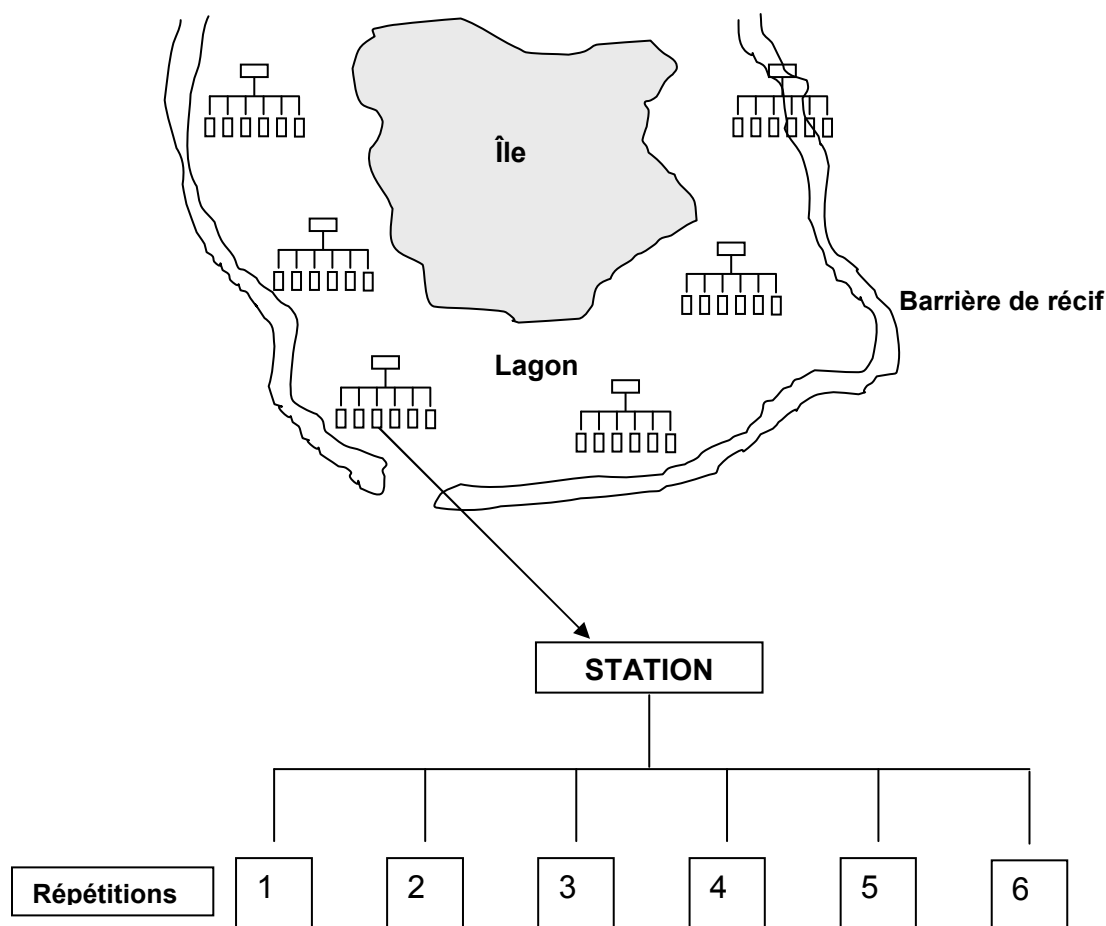 Île
Barrière de récif
Lagon
STATION
Répétitions
1 2 3 4 5 6